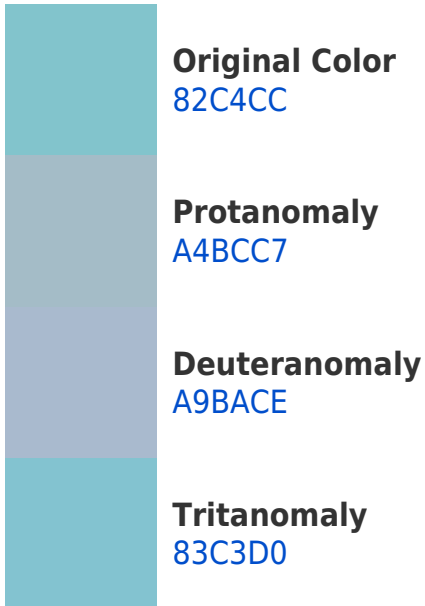 Original Color
82C4CC
Protanomaly
A4BCC7
Deuteranomaly
A9BACE
Tritanomaly
83C3D0